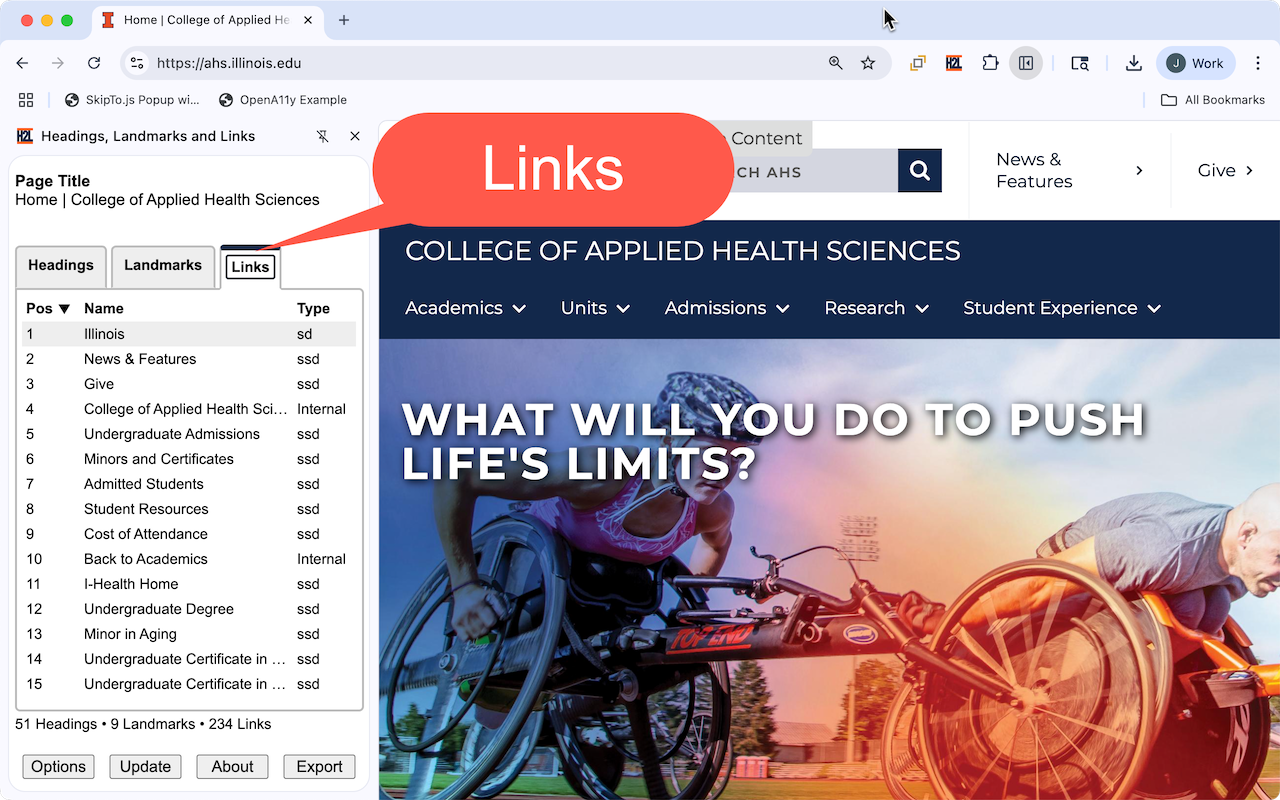 Home | College of Applied He
https://ahs.illinois.edu
H2L
J Work
SkipTo.js Popup wi...
OpenA11y Example
All Bookmarks
H2L Headings, Landmarks and Links
Page Title
Home | College of Applied Health Sciences
Links
Headings
Landmarks
Links
Pos ▼ Name Type
1 Illinois sd
2 News & Features ssd
3 Give ssd
4 College of Applied Health Sci... Internal
5 Undergraduate Admissions ssd
6 Minors and Certificates ssd
7 Admitted Students ssd
8 Student Resources ssd
9 Cost of Attendance ssd
10 Back to Academics Internal
11 I-Health Home ssd
12 Undergraduate Degree ssd
13 Minor in Aging ssd
14 Undergraduate Certificate in ... ssd
15 Undergraduate Certificate in ... ssd
51 Headings • 9 Landmarks • 234 Links
Options
Update
About
Export
Content
CH AHS
News &
Features
Give
COLLEGE OF APPLIED HEALTH SCIENCES
Academics
Units
Admissions
Research
Student Experience
WHAT WILL YOU DO TO PUSH
LIFE'S LIMITS?
TOP END